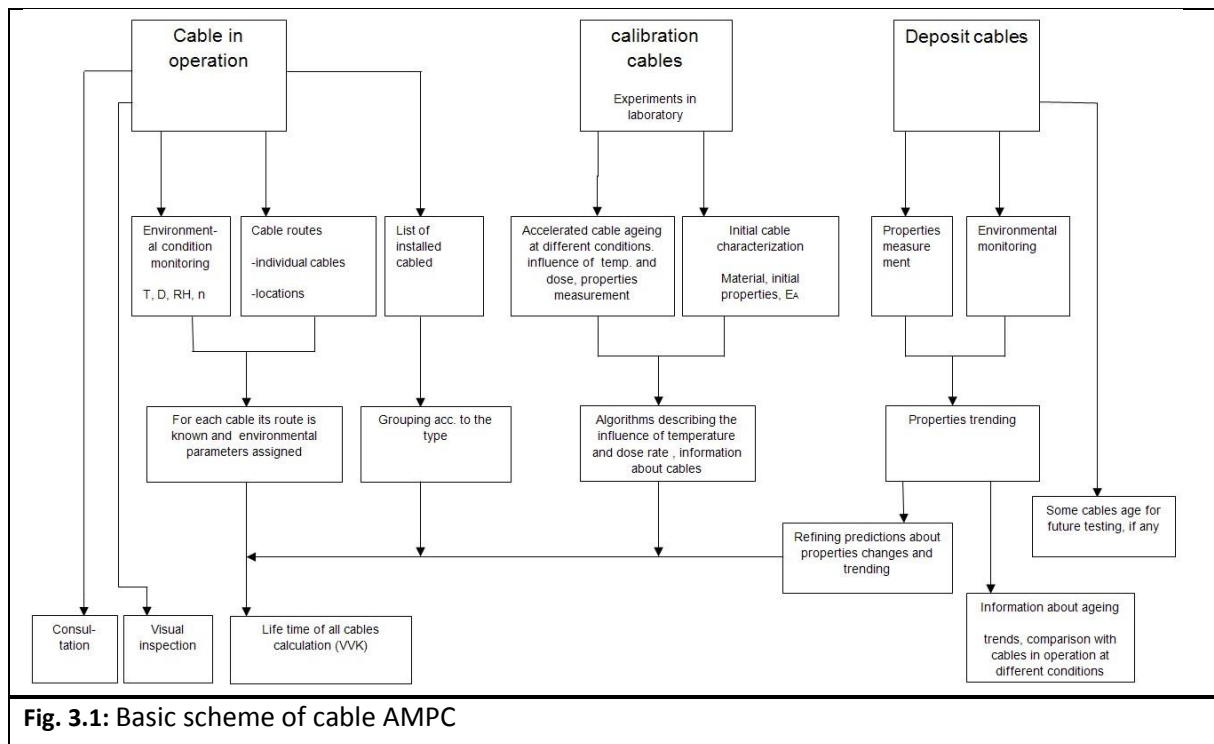 Cable in
operation
calibration
cables
Experiments in
laboratory
Deposit cables
Environment-
al condition
monitoring
T, D, RH, n
Cable routes
-individual cables
-locations
List of
installed
cabled
Accelerated cable ageing
at different conditions.
influence of temp. and
dose, properties
measurement
Initial cable
characterization
Material, initial
properties, EA
Properties
measure
ment
Environmental
monitoring
For each cable its route is
known and environmental
parameters assigned
Grouping acc. to the
type
Algorithms describing the
influence of temperature
and dose rate , information
about cables
Properties trending
Some cables age for
future testing, if any
Refining predictions about
properties changes and
trending
Consul-
tation
Visual
inspection
Life time of all cables
calculation (VVK)
Information about ageing
trends, comparison with
cables in operation at
different conditions
Fig. 3.1: Basic scheme of cable AMPC